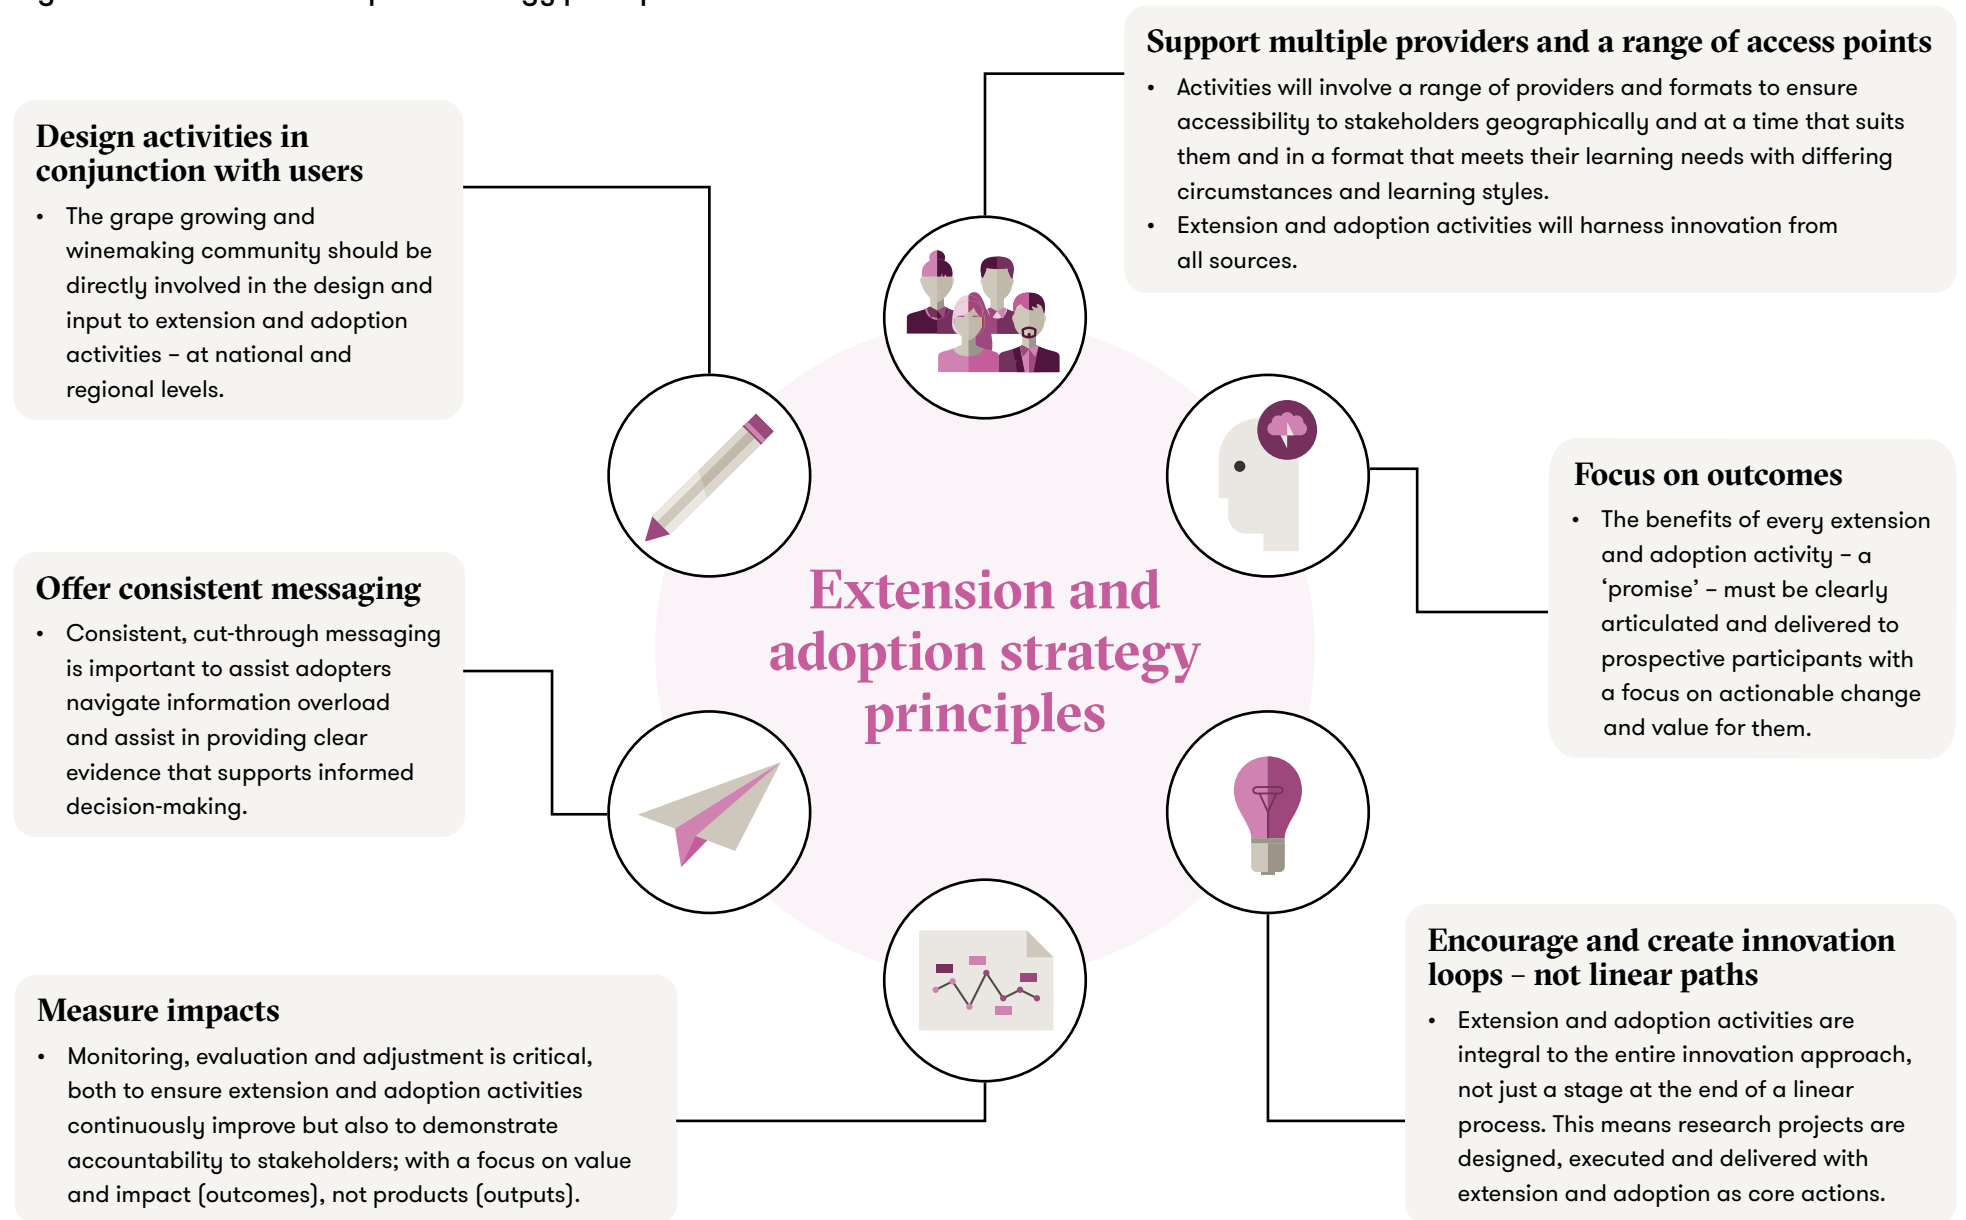 Support multiple providers and a range of access points
• Activities will involve a range of providers and formats to ensure
accessibility to stakeholders geographically and at a time that suits
them and in a format that meets their learning needs with differing
circumstances and learning styles.
• Extension and adoption activities will harness innovation from
all sources.
Design activities in
conjunction with users
• The grape growing and
winemaking community should be
directly involved in the design and
input to extension and adoption
activities – at national and
regional levels.
Focus on outcomes
• The benefits of every extension
and adoption activity – a
‘promise’ – must be clearly
articulated and delivered to
prospective participants with
a focus on actionable change
and value for them.
Offer consistent messaging
• Consistent, cut-through messaging
is important to assist adopters
navigate information overload
and assist in providing clear
evidence that supports informed
decision-making.
Extension and
adoption strategy
principles
Encourage and create innovation
loops – not linear paths
• Extension and adoption activities are
integral to the entire innovation approach,
not just a stage at the end of a linear
process. This means research projects are
designed, executed and delivered with
extension and adoption as core actions.
Measure impacts
• Monitoring, evaluation and adjustment is critical,
both to ensure extension and adoption activities
continuously improve but also to demonstrate
accountability to stakeholders; with a focus on value
and impact (outcomes), not products (outputs).